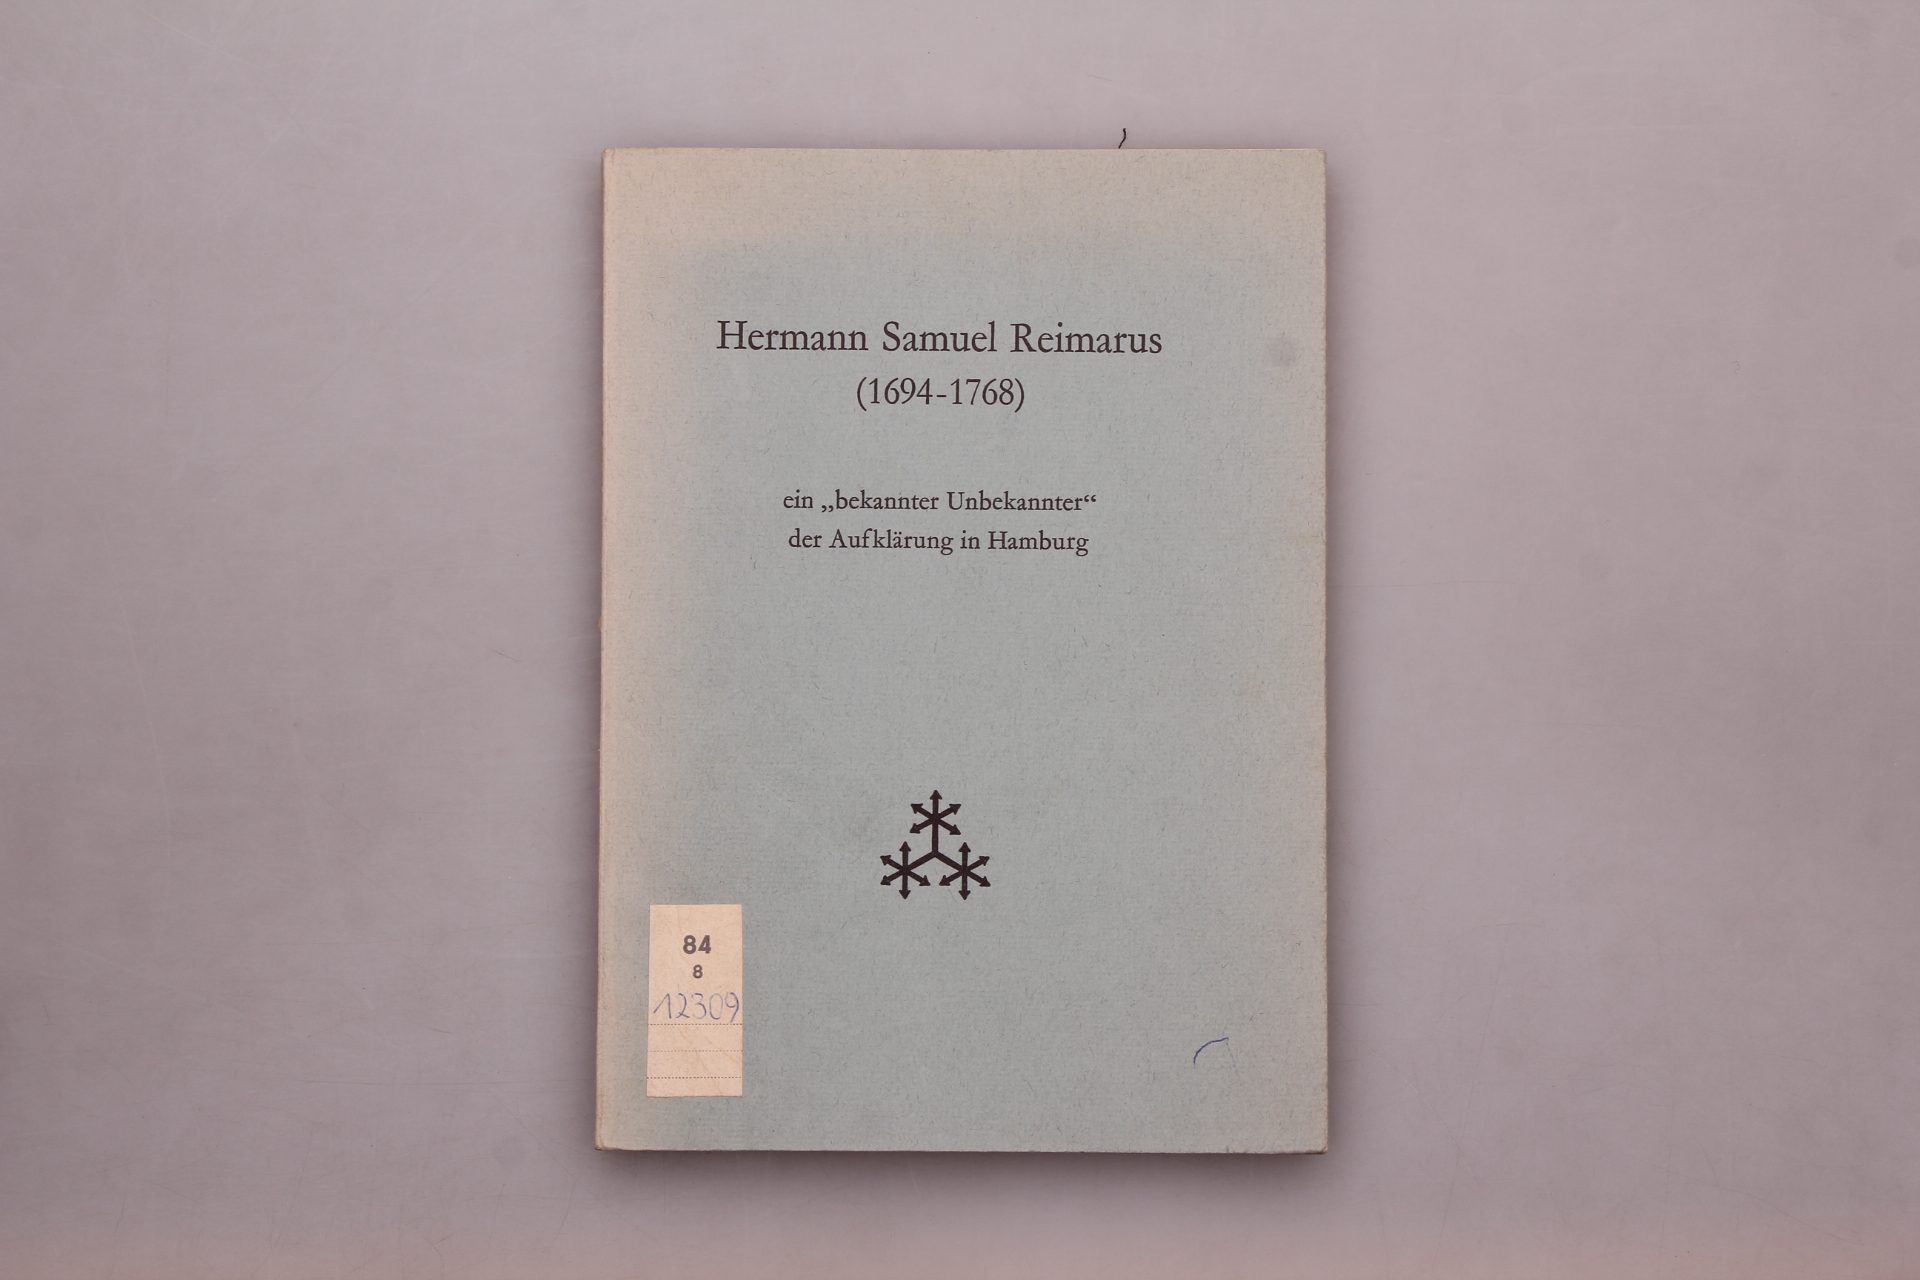 Hermann Samuel Reimarus
(1694-1768)
ein „bekannter Unbekannter“
der Aufklärung in Hamburg
84
8
12309